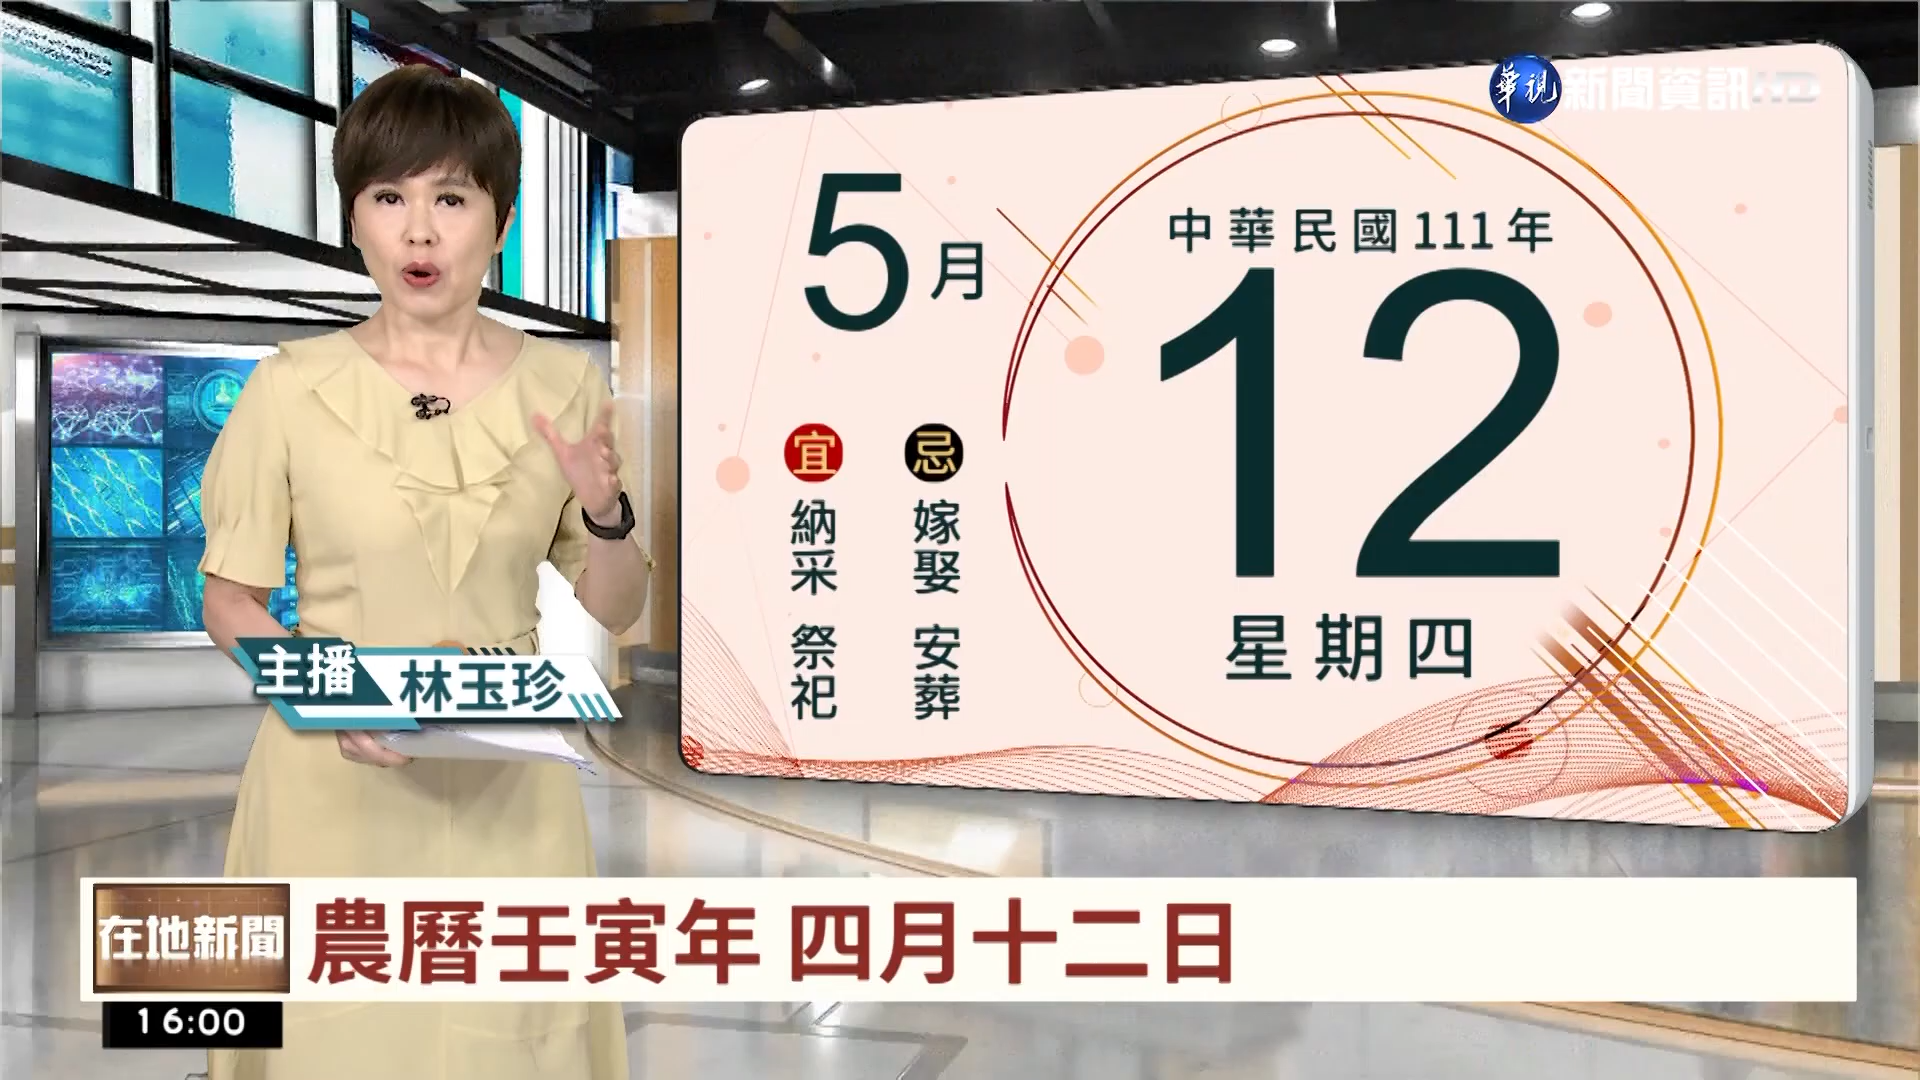 華視 新聞資訊 HD
5月
中華民國111年
12
星期四
宜
納采 祭祀
忌
嫁娶 安葬
主播 林玉珍
在地新聞
農曆壬寅年 四月十二日
16:00